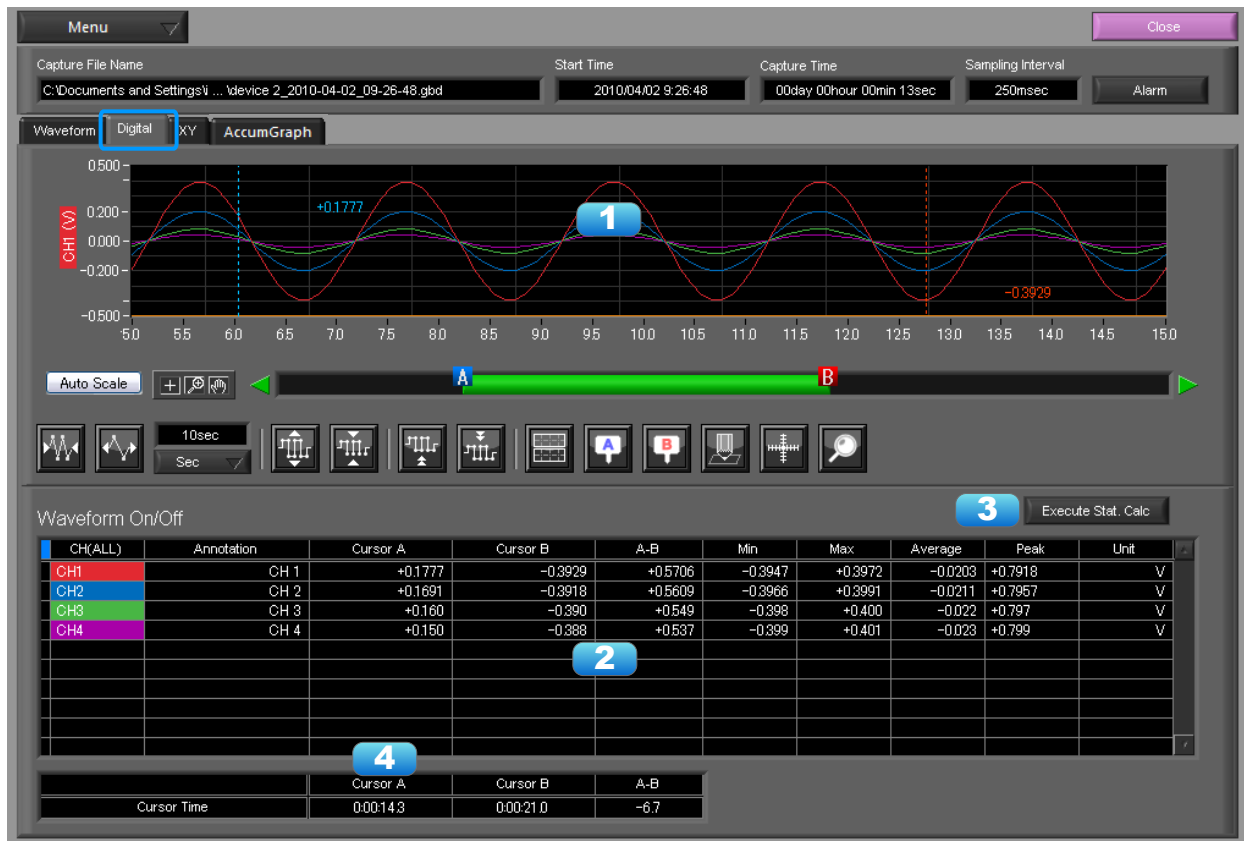 Menu Close
Capture File Name Start Time Capture Time Sampling Interval
C:\Documents and Settings\i ... \device 2_2010-04-02_09-26-48.gbd 2010/04/02 9:26:48 00day 00hour 00min 13sec 250msec Alarm
Waveform Digital XY AccumGraph
0.500
+0.1777 1
0.200
CH1 (V)
0.000
-0.200
-0.3929
-0.500
5.0 5.5 6.0 6.5 7.0 7.5 8.0 8.5 9.0 9.5 10.0 10.5 11.0 11.5 12.0 12.5 13.0 13.5 14.0 14.5 15.0
Auto Scale A B
10sec
Sec A B
3 Execute Stat. Calc
Waveform On/Off
CH(ALL) Annotation Cursor A Cursor B A-B Min Max Average Peak Unit
CH1 CH 1 +0.1777 -0.3929 +0.5706 -0.3947 +0.3972 -0.0203 +0.7918 V
CH2 CH 2 +0.1691 -0.3918 +0.5609 -0.3966 +0.3991 -0.0211 +0.7957 V
CH3 CH 3 +0.160 -0.390 +0.549 -0.398 +0.400 -0.022 +0.797 V
CH4 CH 4 +0.150 -0.388 +0.537 -0.399 +0.401 -0.023 +0.799 V
2
4
Cursor A Cursor B A-B
Cursor Time 0:00:14.3 0:00:21.0 -6.7